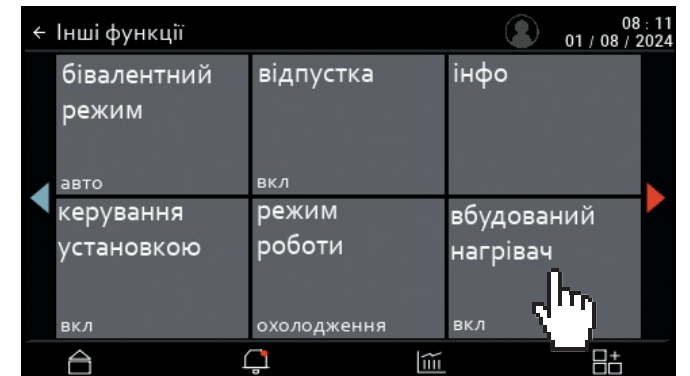 ← Інші функції
08 : 11
01 / 08 / 2024
бівалентний
режим
авто
відпустка
вкл
інфо
керування
установкою
вкл
режим
роботи
охолодження
вбудований
нагрівач
вкл